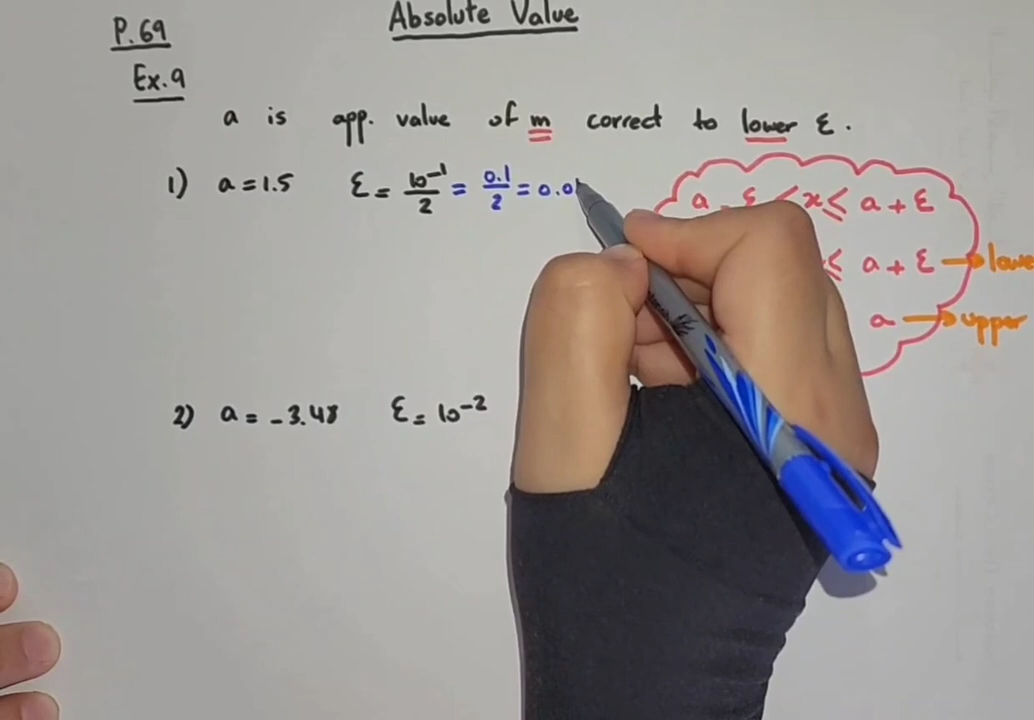 Absolute Value
P.69
Ex.9
a is app. value of m correct to lower ε.
1) a = 1.5 ε = 10⁻¹/2 = 0.1/2 = 0.0
a - ε < x ≤ a + ε
≤ a + ε → lowe
a → upper
2) a = -3.48 ε = 10⁻²